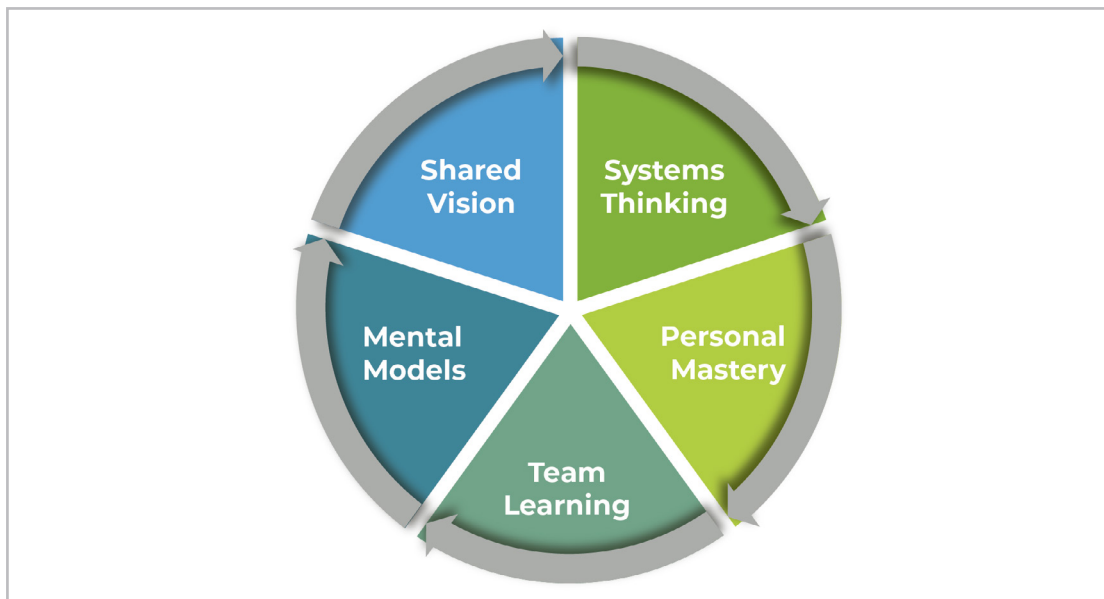 Shared
Vision
Systems
Thinking
Personal
Mastery
Team
Learning
Mental
Models